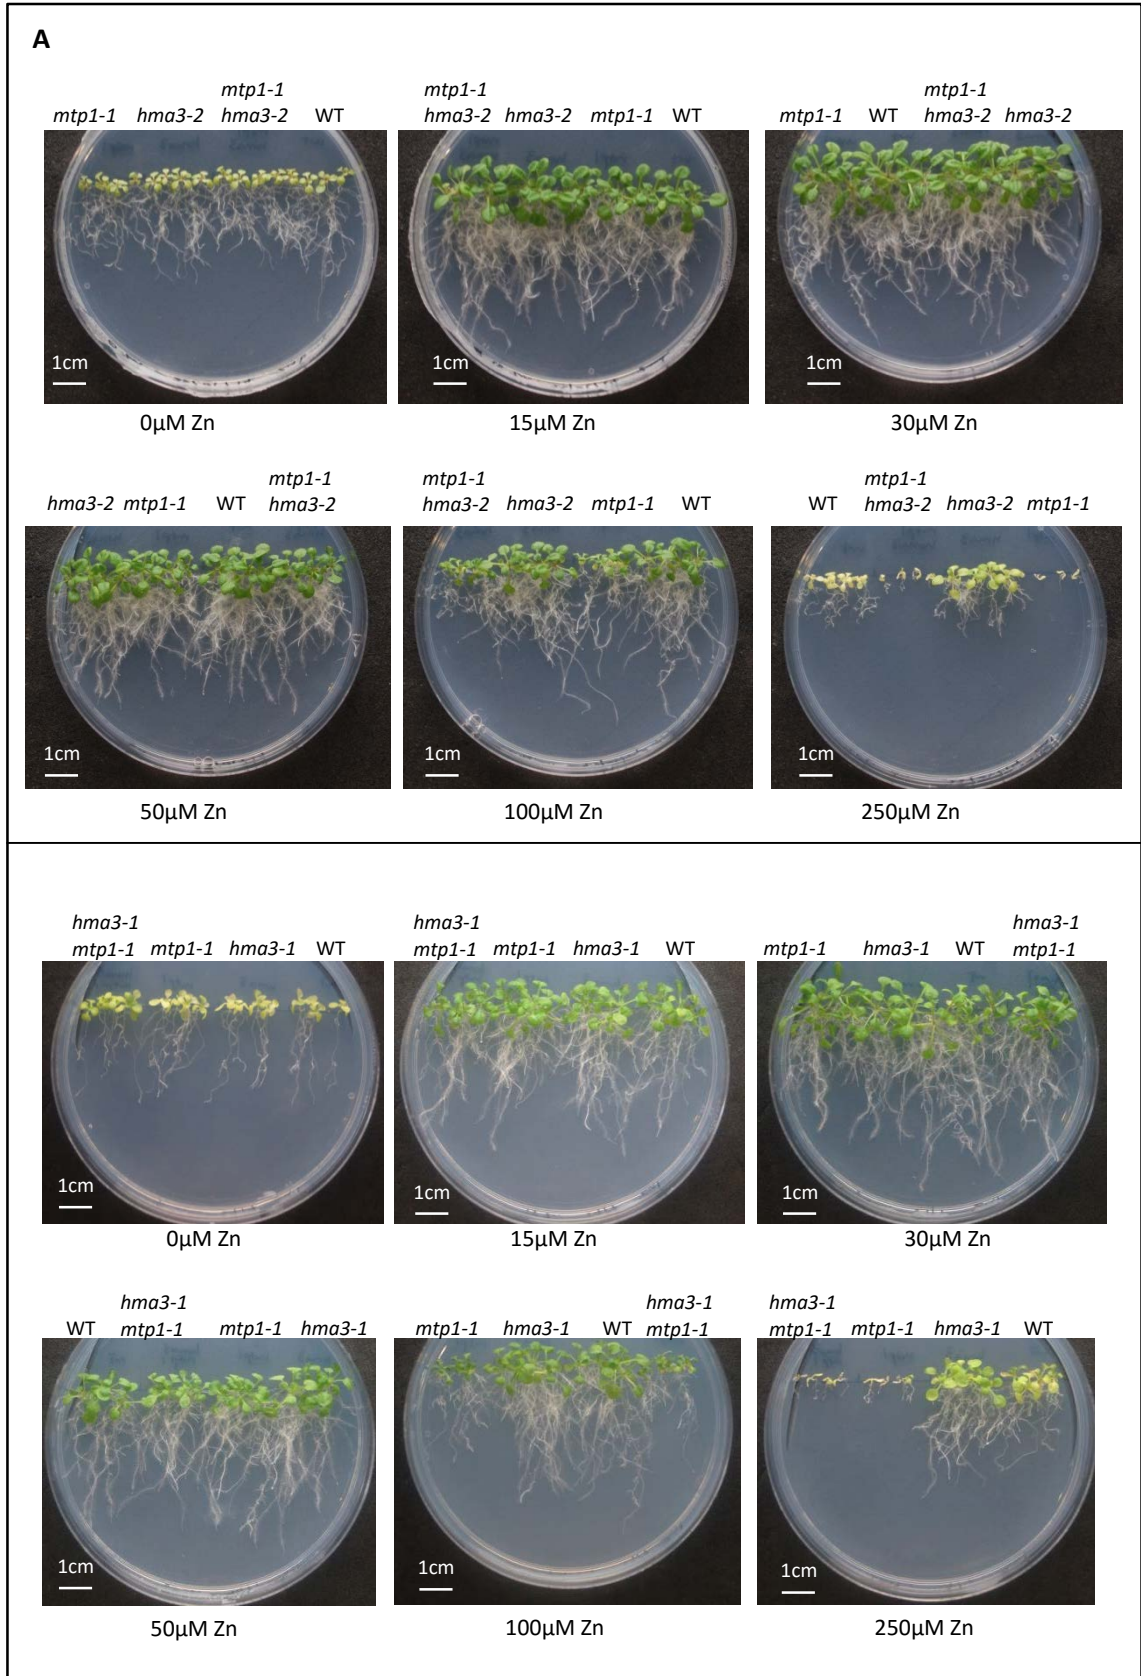 A
mtp1-1 hma3-2 mtp1-1 hma3-2 WT
mtp1-1 hma3-2 hma3-2 mtp1-1 WT
mtp1-1 WT mtp1-1 hma3-2 hma3-2
1cm
1cm
1cm
0µM Zn
15µM Zn
30µM Zn
hma3-2 mtp1-1 WT mtp1-1 hma3-2
mtp1-1 hma3-2 hma3-2 mtp1-1 WT
WT mtp1-1 hma3-2 hma3-2 mtp1-1
1cm
1cm
1cm
50µM Zn
100µM Zn
250µM Zn
hma3-1 mtp1-1 mtp1-1 hma3-1 WT
hma3-1 mtp1-1 mtp1-1 hma3-1 WT
mtp1-1 hma3-1 WT hma3-1 mtp1-1
1cm
1cm
1cm
0µM Zn
15µM Zn
30µM Zn
WT hma3-1 mtp1-1 mtp1-1 hma3-1
mtp1-1 hma3-1 WT hma3-1 mtp1-1
hma3-1 mtp1-1 mtp1-1 hma3-1 WT
1cm
1cm
1cm
50µM Zn
100µM Zn
250µM Zn